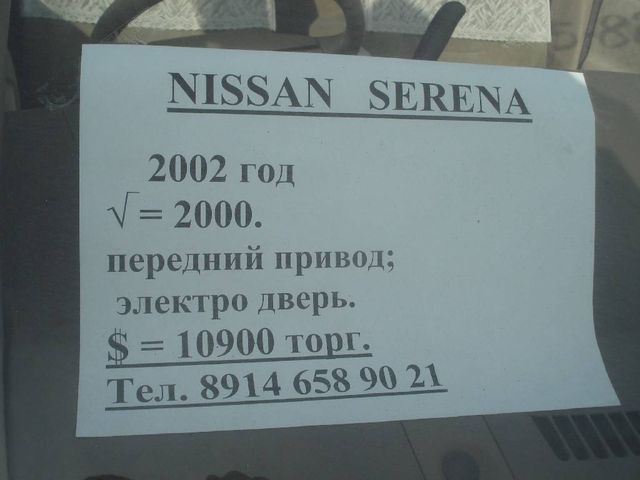 NISSAN SERENA
2002 год
√ = 2000.
передний привод;
электро дверь.
$ = 10900 торг.
Тел. 8914 658 90 21